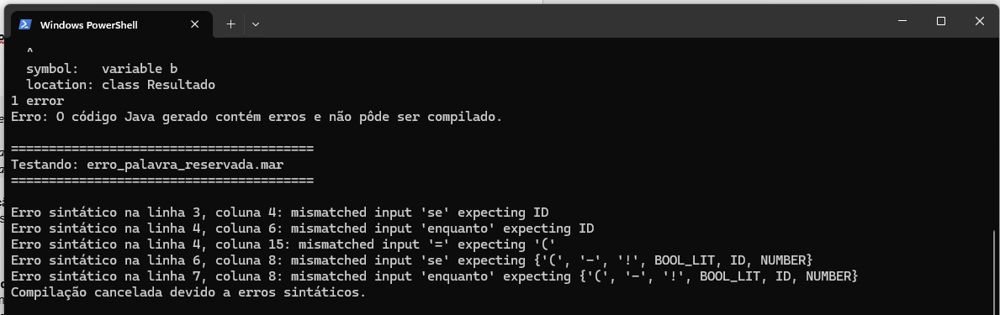 Windows PowerShell
^
symbol:   variable b
location: class Resultado
1 error
Erro: O código Java gerado contém erros e não pôde ser compilado.
========================================
Testando: erro_palavra_reservada.mar
========================================
Erro sintático na linha 3, coluna 4: mismatched input 'se' expecting ID
Erro sintático na linha 4, coluna 6: mismatched input 'enquanto' expecting ID
Erro sintático na linha 4, coluna 15: mismatched input '=' expecting '('
Erro sintático na linha 6, coluna 8: mismatched input 'se' expecting {'(', '-', '!', BOOL_LIT, ID, NUMBER}
Erro sintático na linha 7, coluna 8: mismatched input 'enquanto' expecting {'(', '-', '!', BOOL_LIT, ID, NUMBER}
Compilação cancelada devido a erros sintáticos.